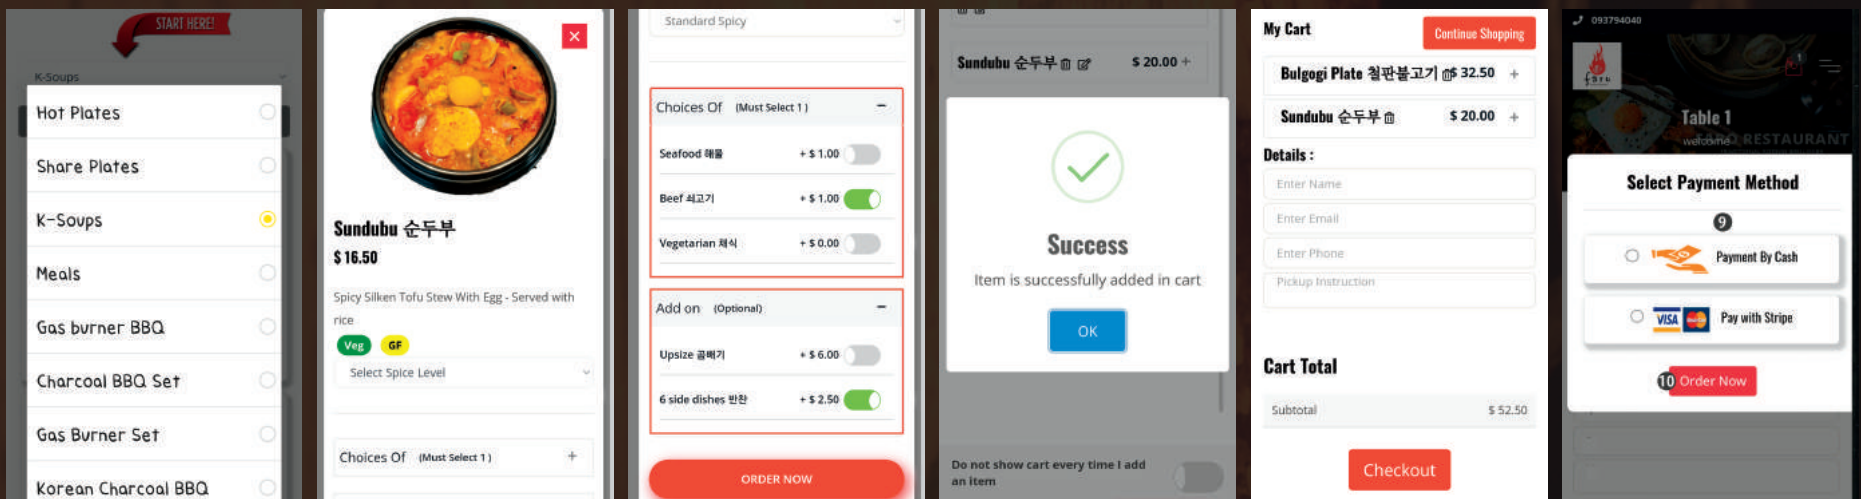 START HERE!
K-Soups
Hot Plates
Share Plates
K-Soups
Meals
Gas burner BBQ
Charcoal BBQ Set
Gas Burner Set
Korean Charcoal BBQ
Sundubu 순두부
$ 16.50
Spicy Silken Tofu Stew With Egg - Served with
rice
Veg GF
Select Spice Level
Choices Of (Must Select 1) +
Standard Spicy
Choices Of (Must Select 1) −
Seafood 해물 + $ 1.00
Beef 쇠고기 + $ 1.00
Vegetarian 채식 + $ 0.00
Add on (Optional) −
Upsize 곱빼기 + $ 6.00
6 side dishes 반찬 + $ 2.50
ORDER NOW
Sundubu 순두부 $ 20.00 +
Success
Item is successfully added in cart
OK
Do not show cart every time I add
an item
My Cart
Continue Shopping
Bulgogi Plate 철판불고기 $ 32.50 +
Sundubu 순두부 $ 20.00 +
Details :
Enter Name
Enter Email
Enter Phone
Pickup Instruction
Cart Total
Subtotal $ 52.50
Checkout
093794040
1
Table 1
welcome
RESTAURANT
Select Payment Method
9
Payment By Cash
VISA Pay with Stripe
10 Order Now